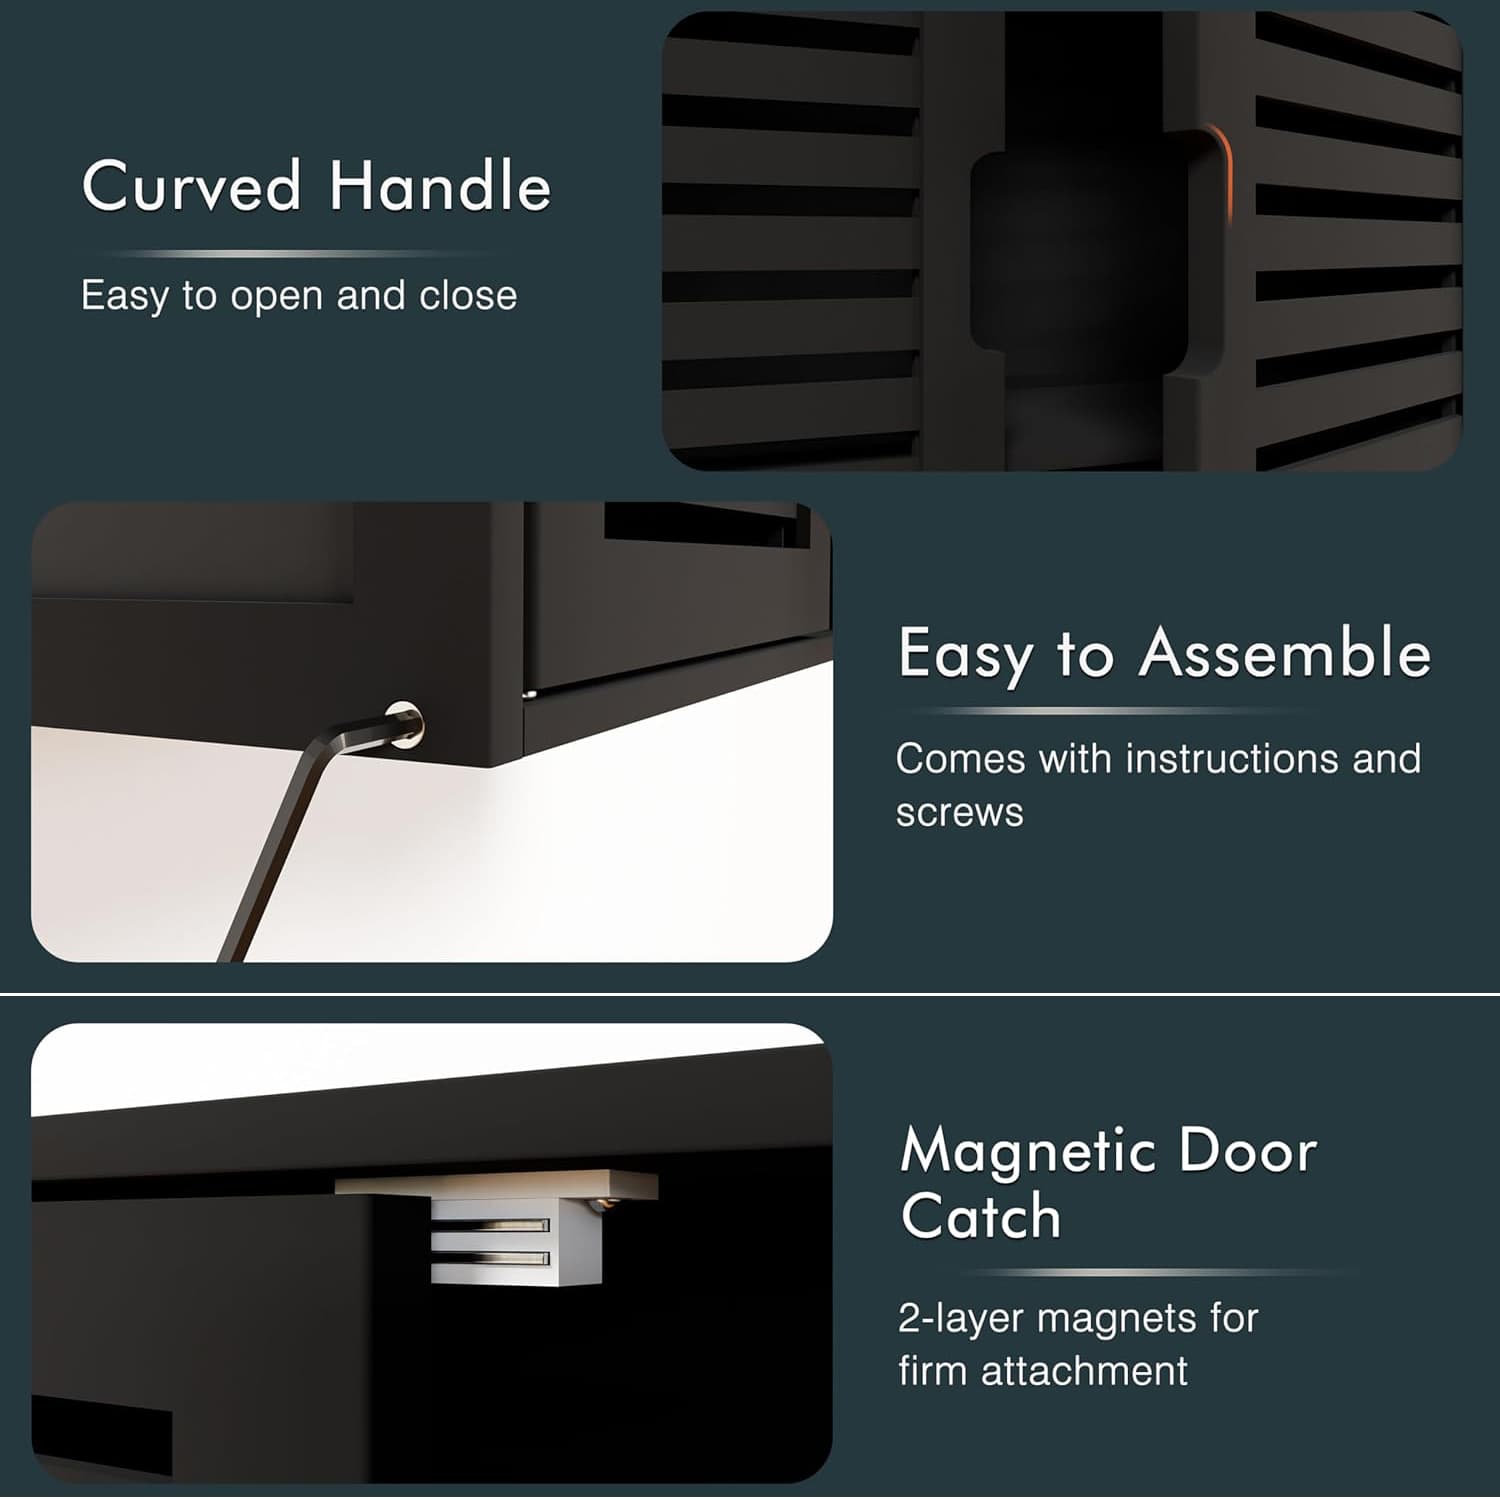 Curved Handle
Easy to open and close
Easy to Assemble
Comes with instructions and
screws
Magnetic Door
Catch
2-layer magnets for
firm attachment